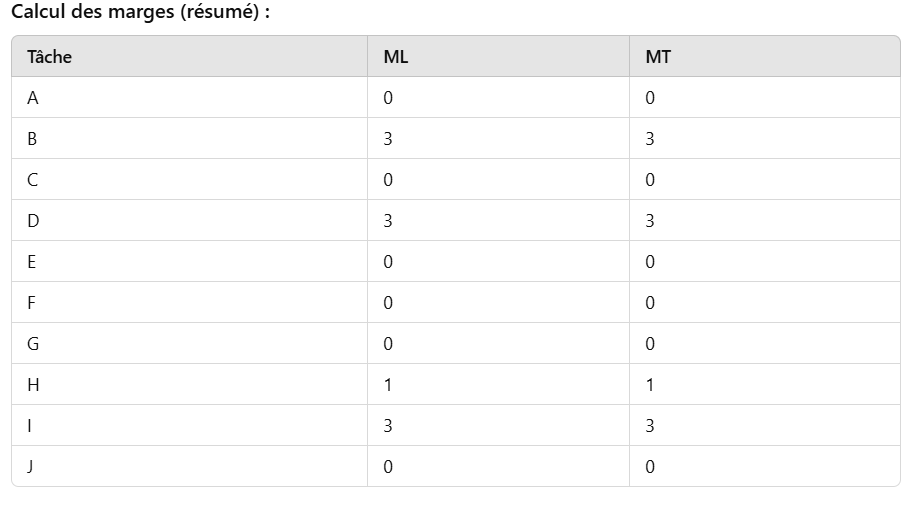 Calcul des marges (résumé) :
Tâche ML MT
A 0 0
B 3 3
C 0 0
D 3 3
E 0 0
F 0 0
G 0 0
H 1 1
I 3 3
J 0 0